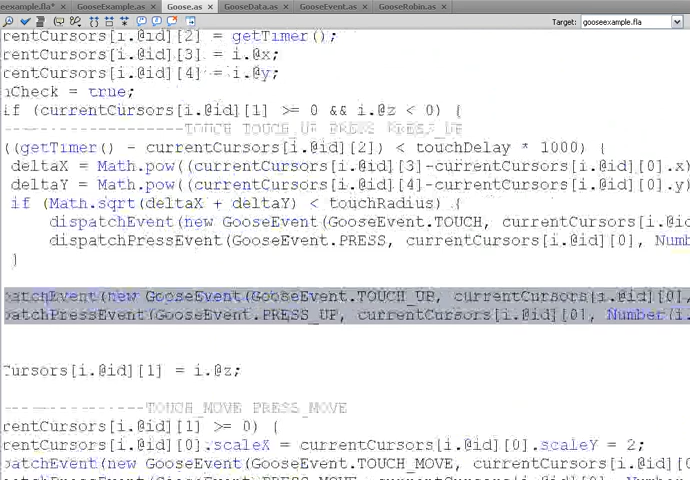 eexample.fla* × GooseExample.as × Goose.as × GooseData.as × GooseEvent.as × GooseRobin.as ×
Target: gooseexample.fla
rentCursors[i.@id][2] = getTimer();
rentCursors[i.@id][3] = i.@x;
rentCursors[i.@id][4] = i.@y;
hCheck = true;
if (currentCursors[i.@id][1] >= 0 && i.@z < 0) {
-------------------TOUCH TOUCH_UP PRESS PRESS_UP
((getTimer() - currentCursors[i.@id][2]) < touchDelay * 1000) {
deltaX = Math.pow((currentCursors[i.@id][3]-currentCursors[i.@id][0].x)
deltaY = Math.pow((currentCursors[i.@id][4]-currentCursors[i.@id][0].y)
if (Math.sqrt(deltaX + deltaY) < touchRadius) {
dispatchEvent(new GooseEvent(GooseEvent.TOUCH, currentCursors[i.@id
dispatchPressEvent(GooseEvent.PRESS, currentCursors[i.@id][0], Num
}
patchEvent(new GooseEvent(GooseEvent.TOUCH_UP, currentCursors[i.@id][0],
patchPressEvent(GooseEvent.PRESS_UP, currentCursors[i.@id][0], Number(i.
Cursors[i.@id][1] = i.@z;
---------------TOUCH_MOVE PRESS_MOVE
rentCursors[i.@id][1] >= 0) {
rentCursors[i.@id][0].scaleX = currentCursors[i.@id][0].scaleY = 2;
patchEvent(new GooseEvent(GooseEvent.TOUCH_MOVE, currentCursors[i.@id][0